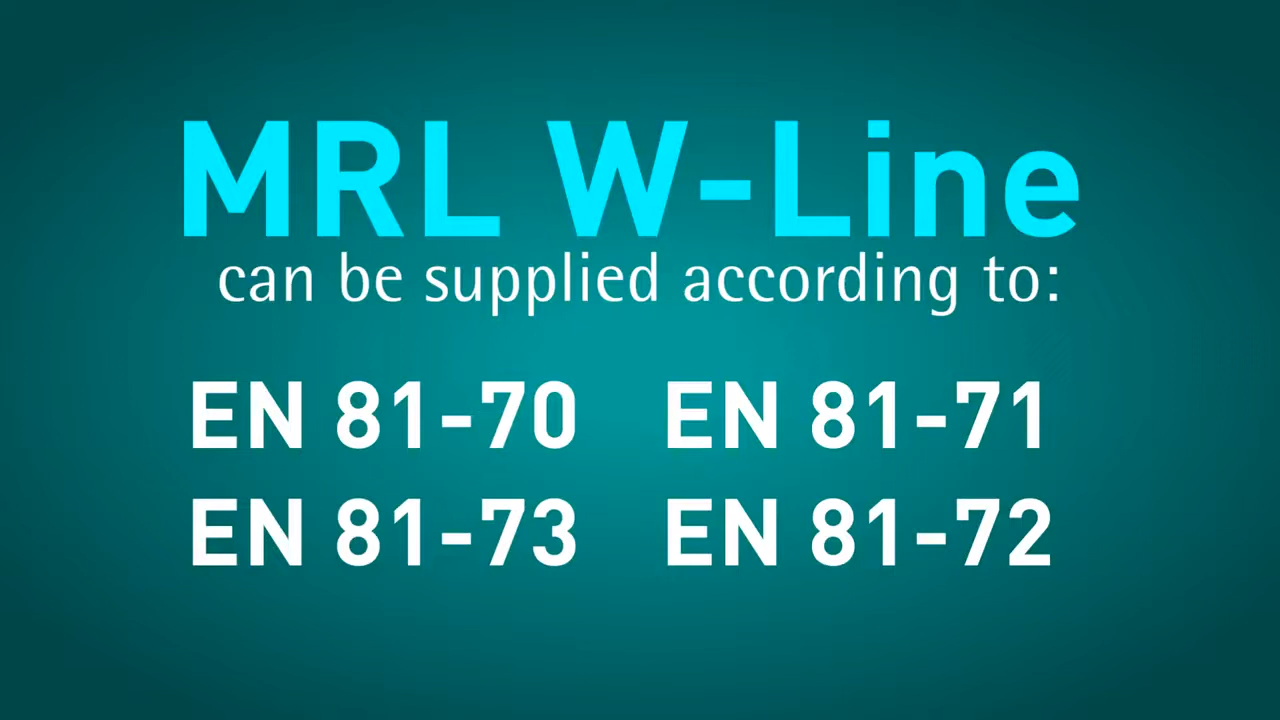 MRL W-Line
can be supplied according to:
EN 81-70 EN 81-71
EN 81-73 EN 81-72